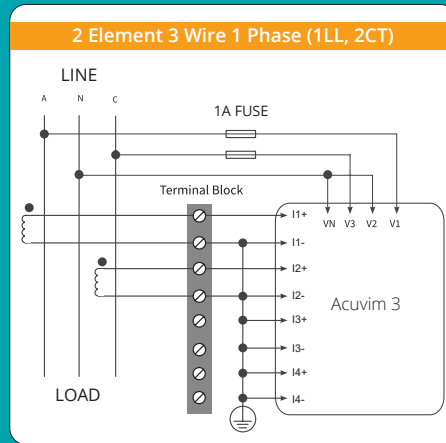 2 Element 3 Wire 1 Phase (1LL, 2CT)
LINE
A N C
1A FUSE
Terminal Block
VN V3 V2 V1
I1+
I1-
I2+
I2-
I3+
I3-
I4+
I4-
Acuvim 3
LOAD